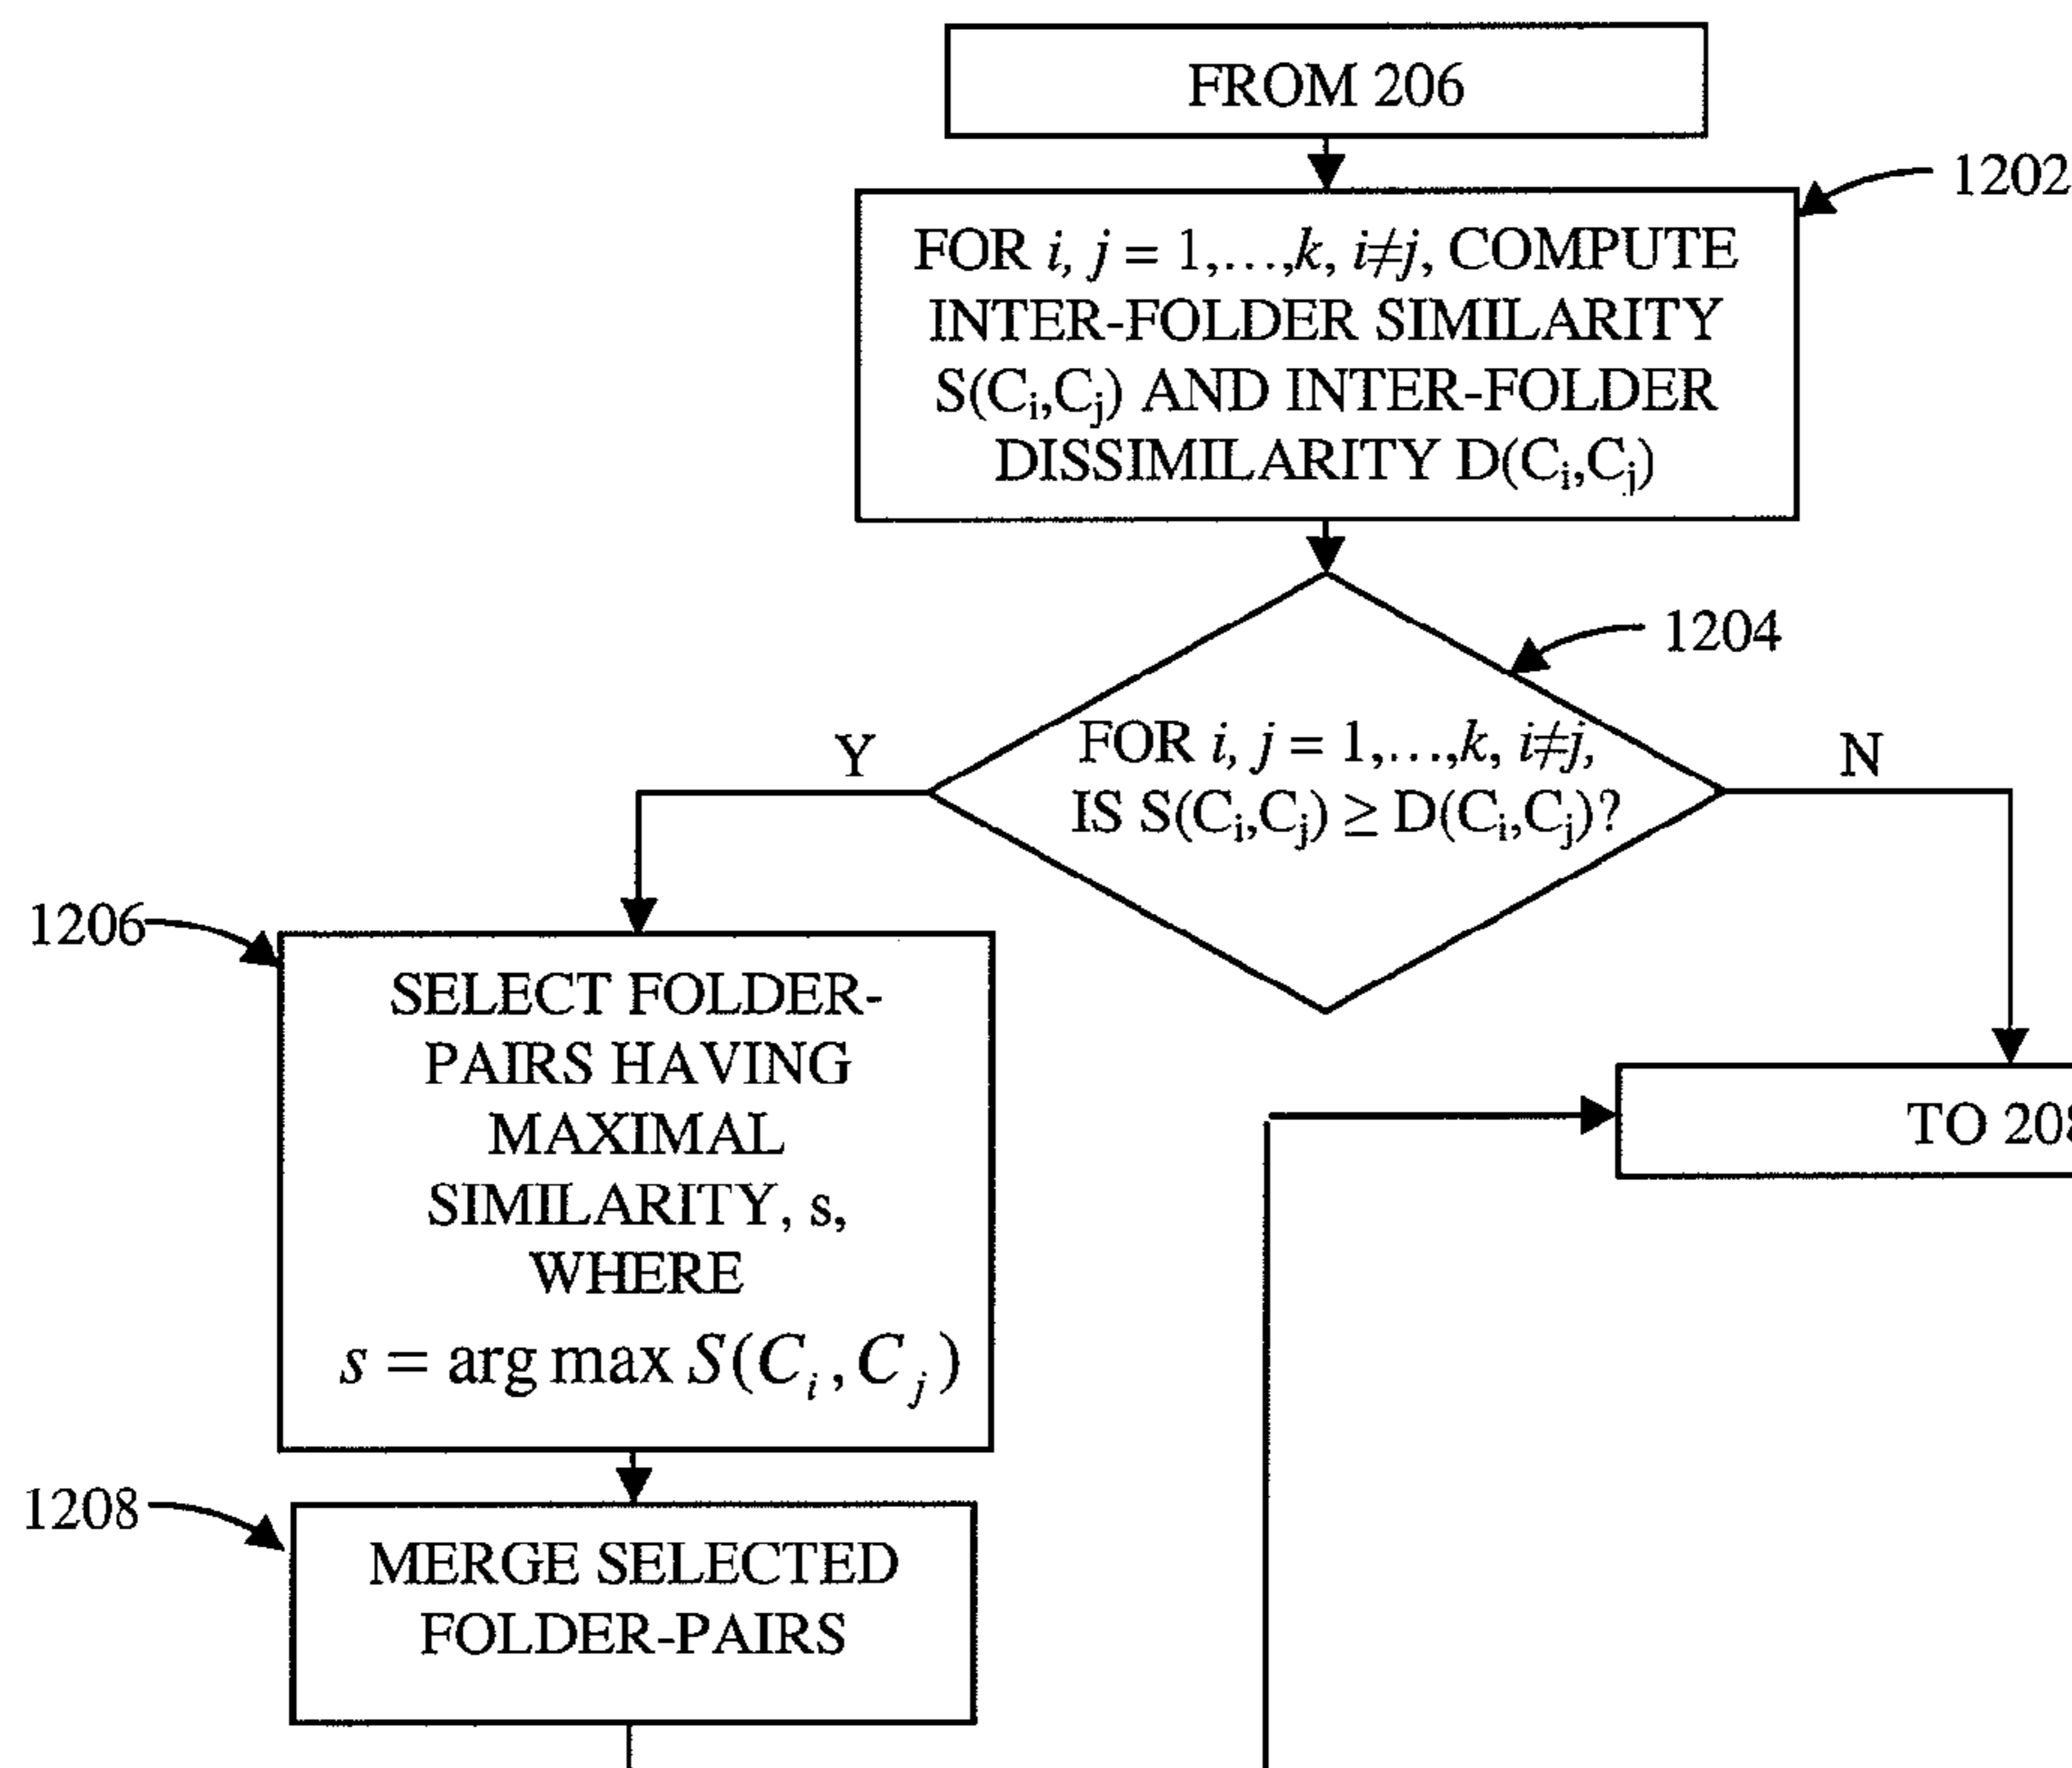 FROM 206
1202
FOR i, j = 1,…,k, i≠j, COMPUTE
INTER-FOLDER SIMILARITY
S(Cᵢ,Cⱼ) AND INTER-FOLDER
DISSIMILARITY D(Cᵢ,Cⱼ)
1204
FOR i, j = 1,…,k, i≠j,
IS S(Cᵢ,Cⱼ) ≥ D(Cᵢ,Cⱼ)?
Y
N
1206
SELECT FOLDER-
PAIRS HAVING
MAXIMAL
SIMILARITY, s,
WHERE
s = arg max S(Cᵢ, Cⱼ)
TO 208
1208
MERGE SELECTED
FOLDER-PAIRS